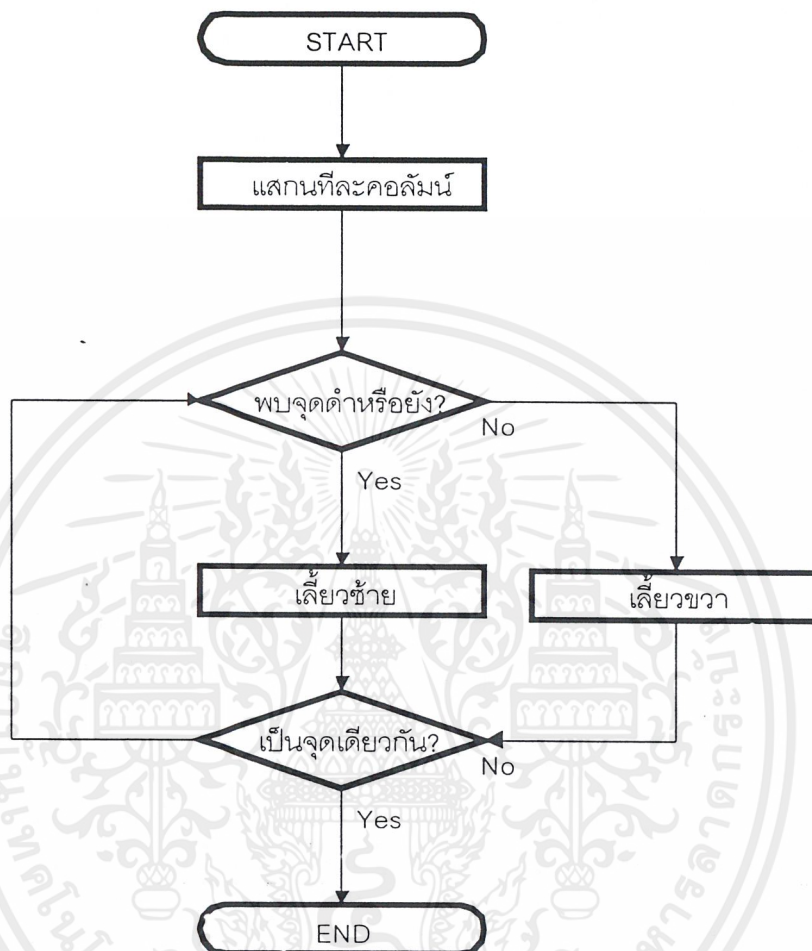 START
แสกนทีละคอลัมน์
พบจุดดำหรือยัง?
No
Yes
เลี้ยวซ้าย
เลี้ยวขวา
เป็นจุดเดียวกัน?
No
Yes
END